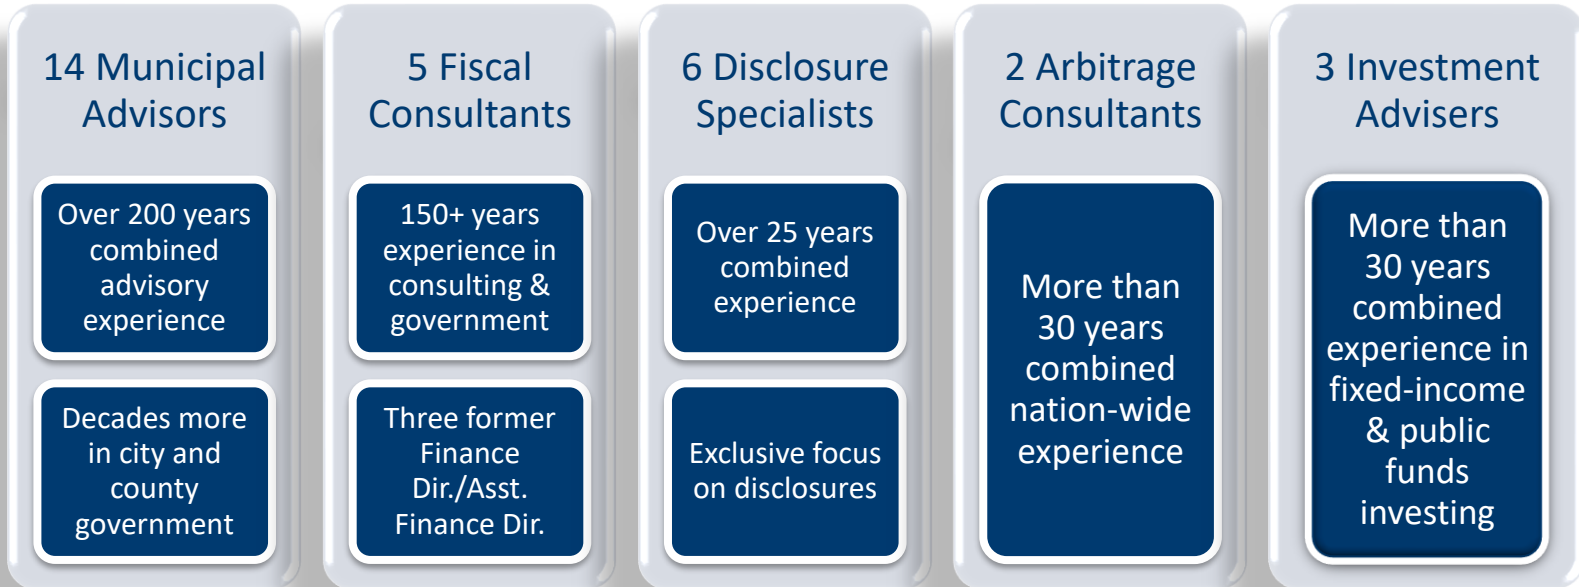 14 Municipal
Advisors
Over 200 years
combined
advisory
experience
Decades more
in city and
county
government
5 Fiscal
Consultants
150+ years
experience in
consulting &
government
Three former
Finance
Dir./Asst.
Finance Dir.
6 Disclosure
Specialists
Over 25 years
combined
experience
Exclusive focus
on disclosures
2 Arbitrage
Consultants
More than
30 years
combined
nation-wide
experience
3 Investment
Advisers
More than
30 years
combined
experience in
fixed-income
& public
funds
investing